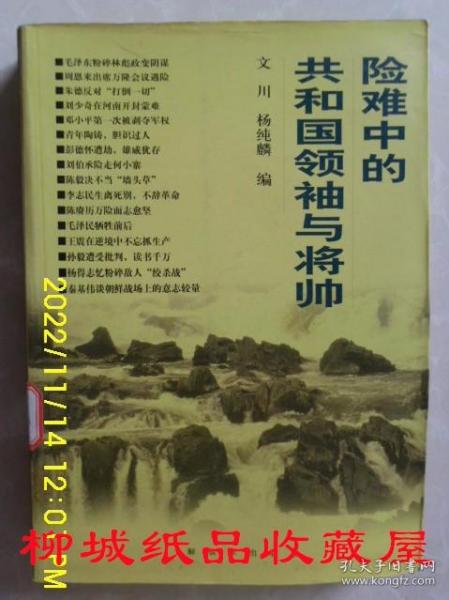 险难中的
共和国领袖与将帅
文川 杨纯麟 编
■毛泽东粉碎林彪政变阴谋
■周恩来出席万隆会议遇险
■朱德反对“打倒一切”
■刘少奇在河南开封蒙难
■邓小平第一次被剥夺军权
■青年陶铸，胆识过人
■彭德怀遭劫，雄威犹存
■刘伯承险走何小寨
■陈毅决不当“墙头草”
■李志民生离死别，不辞革命
■陈赓历万险而志愈坚
■毛泽民牺牲前后
■王震在逆境中不忘抓生产
■孙毅遭受批判，读书千万
■杨得志忆粉碎敌人“绞杀战”
■秦基伟谈朝鲜战场上的意志较量
2022/11/14 12:0 PM
柳城纸品收藏屋
孔夫子旧书网
www.kongfz.com